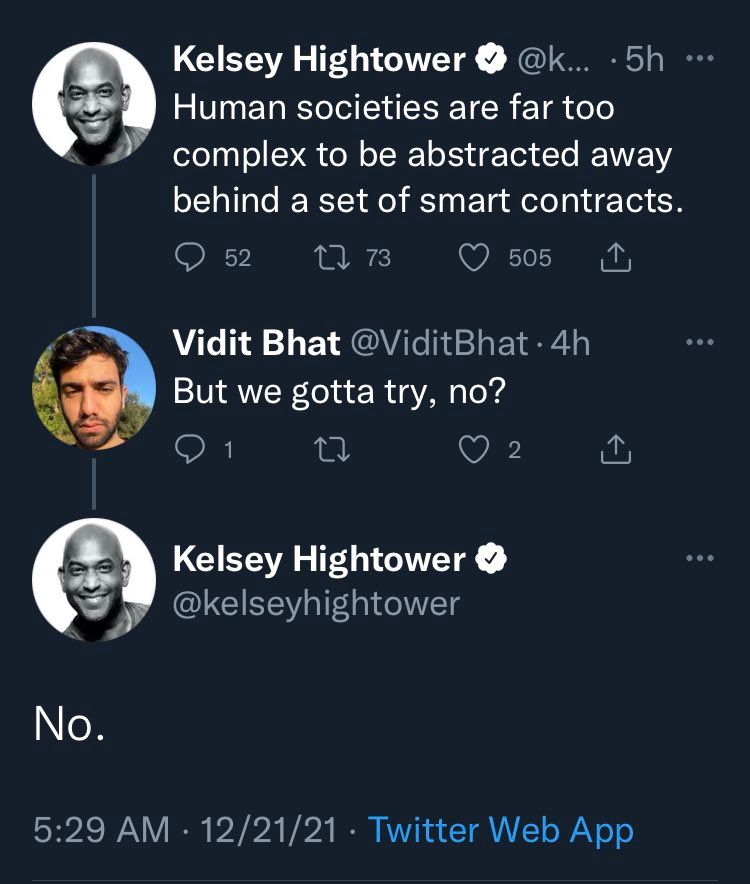 Kelsey Hightower @k... · 5h
Human societies are far too
complex to be abstracted away
behind a set of smart contracts.
52 73 505
Vidit Bhat @ViditBhat · 4h
But we gotta try, no?
1 2
Kelsey Hightower
@kelseyhightower
No.
5:29 AM · 12/21/21 · Twitter Web App